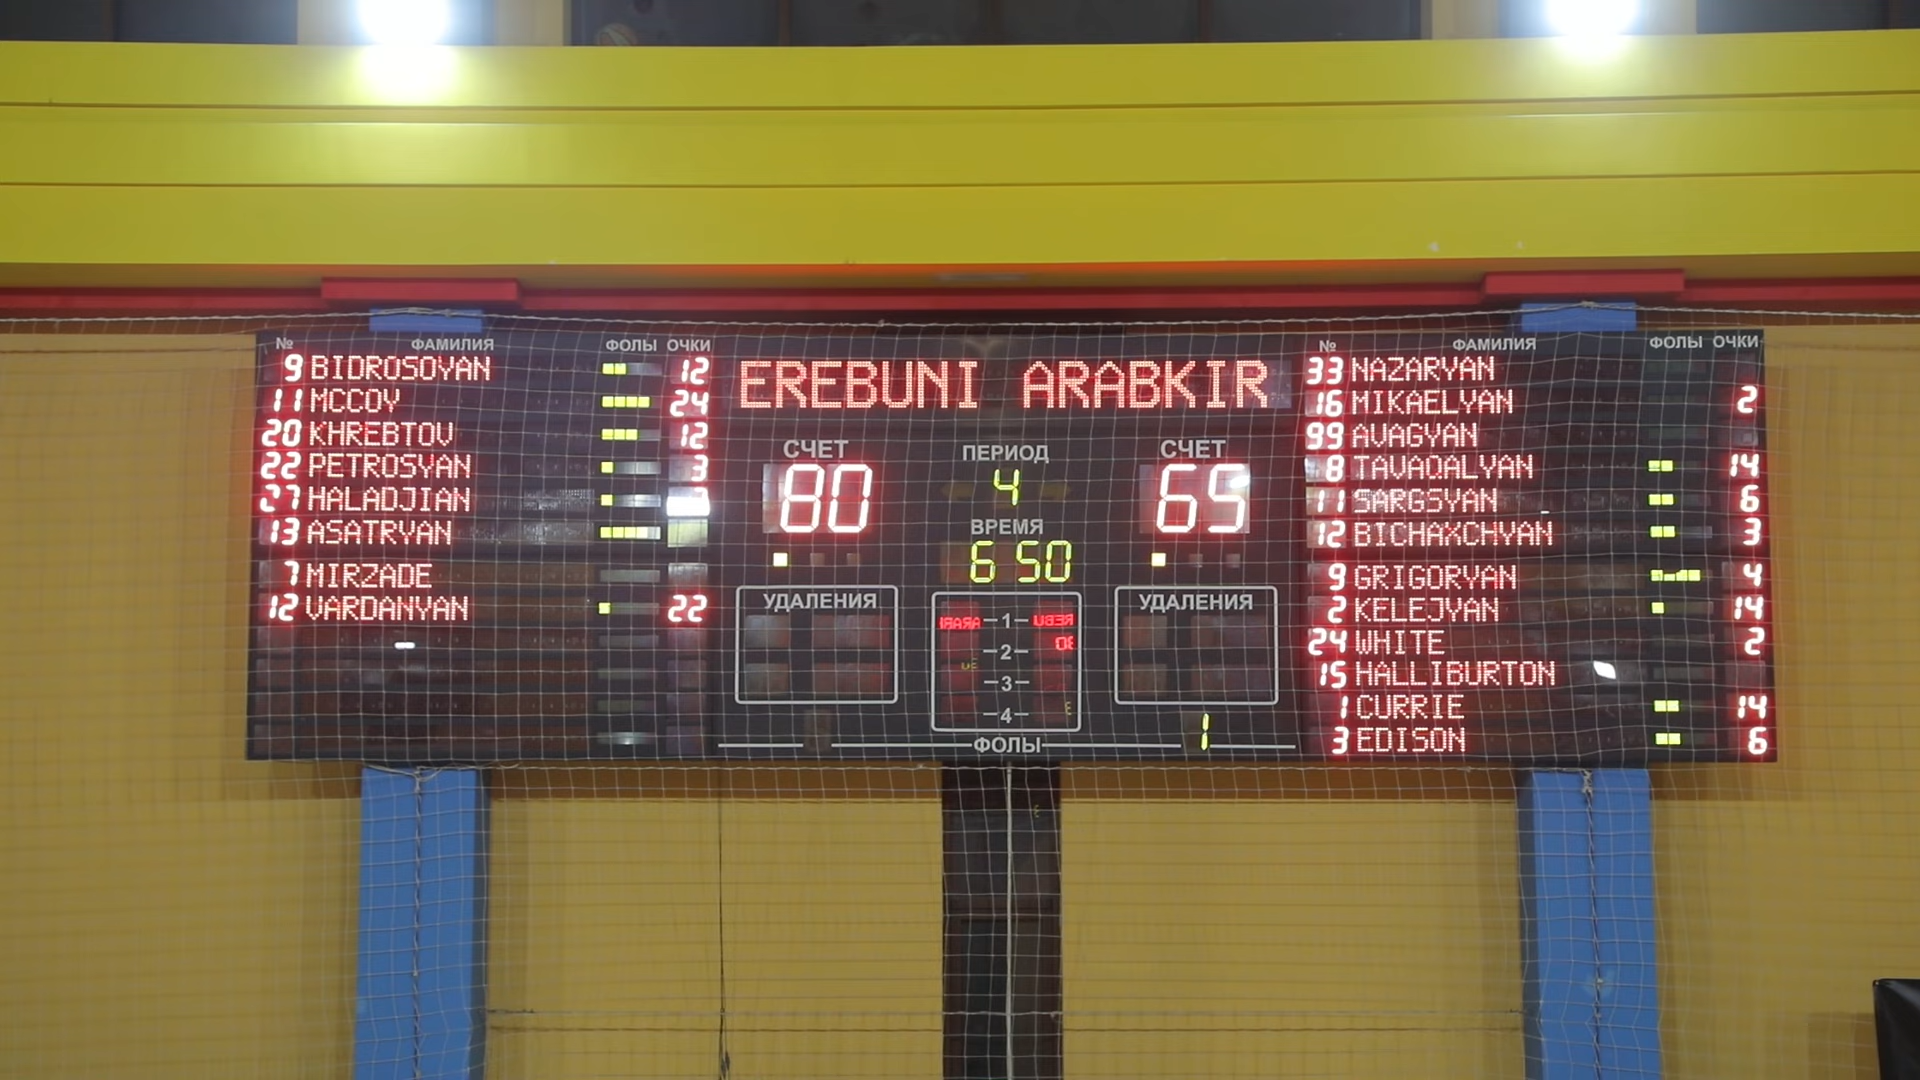 № ФАМИЛИЯ ФОЛЫ ОЧКИ
9 BIDROSOYAN 12
11 MCCOY 24
20 KHREBTOV 12
22 PETROSYAN 3
27 HALADJIAN
13 ASATRYAN
7 MIRZADE
12 VARDANYAN 22
EREBUNI ARABKIR
СЧЕТ ПЕРИОД СЧЕТ
80 4 65
ВРЕМЯ
6 50
УДАЛЕНИЯ УДАЛЕНИЯ
1
2
3
4
ФОЛЫ 1
№ ФАМИЛИЯ ФОЛЫ ОЧКИ
33 NAZARYAN
16 MIKAELYAN 2
99 AVAGYAN
8 TAVAQALYAN 14
11 SARGSYAN 6
12 BICHAXCHYAN 3
9 GRIGORYAN 4
2 KELEJYAN 14
24 WHITE 2
15 HALLIBURTON
1 CURRIE 14
3 EDISON 6